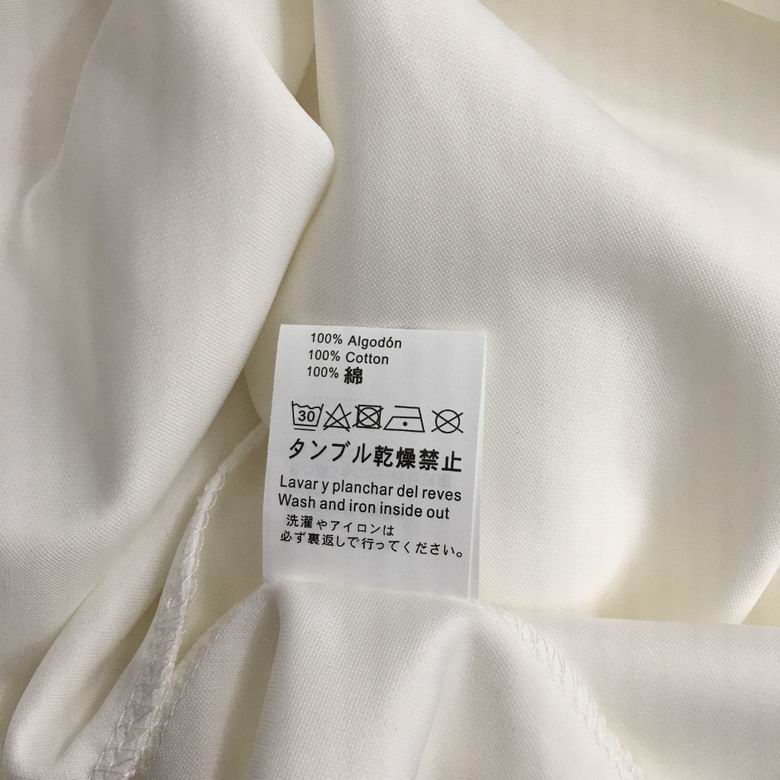 100% Algodón
100% Cotton
100% 綿
30
タンブル乾燥禁止
Lavar y planchar del reves
Wash and iron inside out
洗濯やアイロンは
必ず裏返しで行ってください。